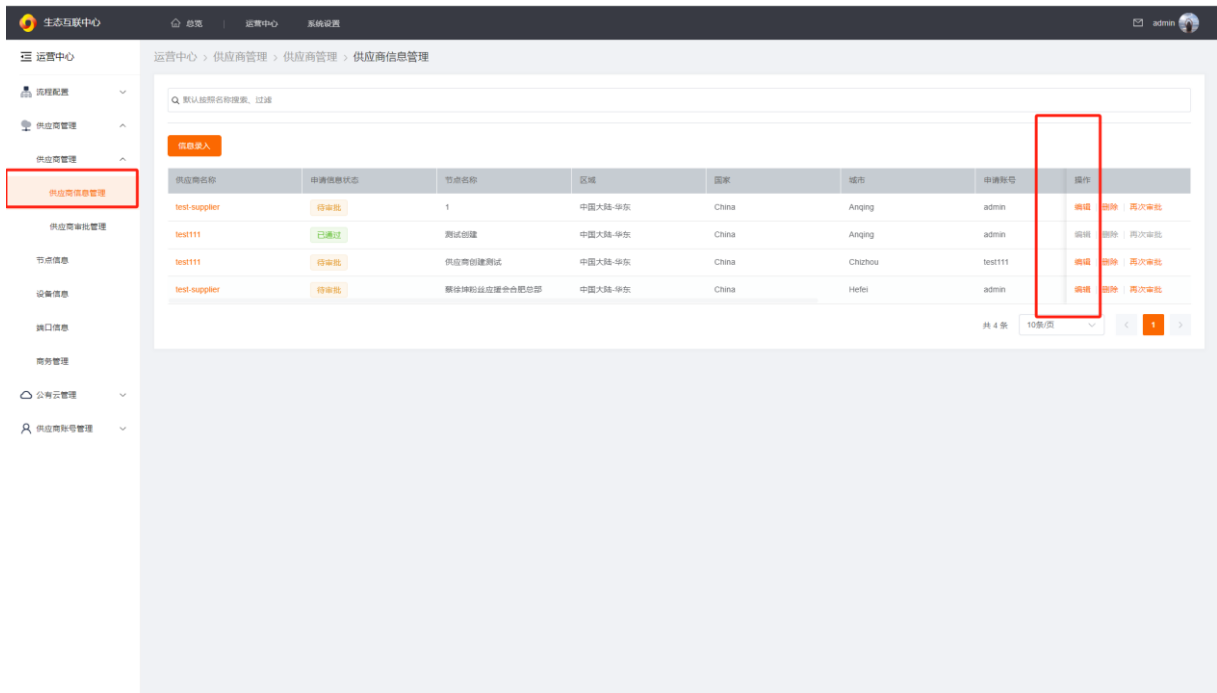 生态互联中心 总览 | 运营中心 系统设置 admin
运营中心 运营中心 > 供应商管理 > 供应商管理 > 供应商信息管理
流程配置
默认按照名称搜索、过滤
供应商管理
信息录入
供应商管理
供应商名称 申请信息状态 节点名称 区域 国家 城市 申请账号 操作
供应商信息管理
test-supplier 待审批 1 中国大陆-华东 China Anqing admin 编辑 删除 | 再次审批
供应商审批管理
test111 已通过 测试创建 中国大陆-华东 China Anqing admin 编辑 删除 | 再次审批
节点信息
test111 待审批 供应商创建测试 中国大陆-华东 China Chizhou test111 编辑 删除 | 再次审批
设备信息
test-supplier 待审批 蔡徐坤粉丝应援会合肥总部 中国大陆-华东 China Hefei admin 编辑 删除 | 再次审批
端口信息
共 4 条 10条/页 < 1 >
商务管理
公有云管理
供应商账号管理